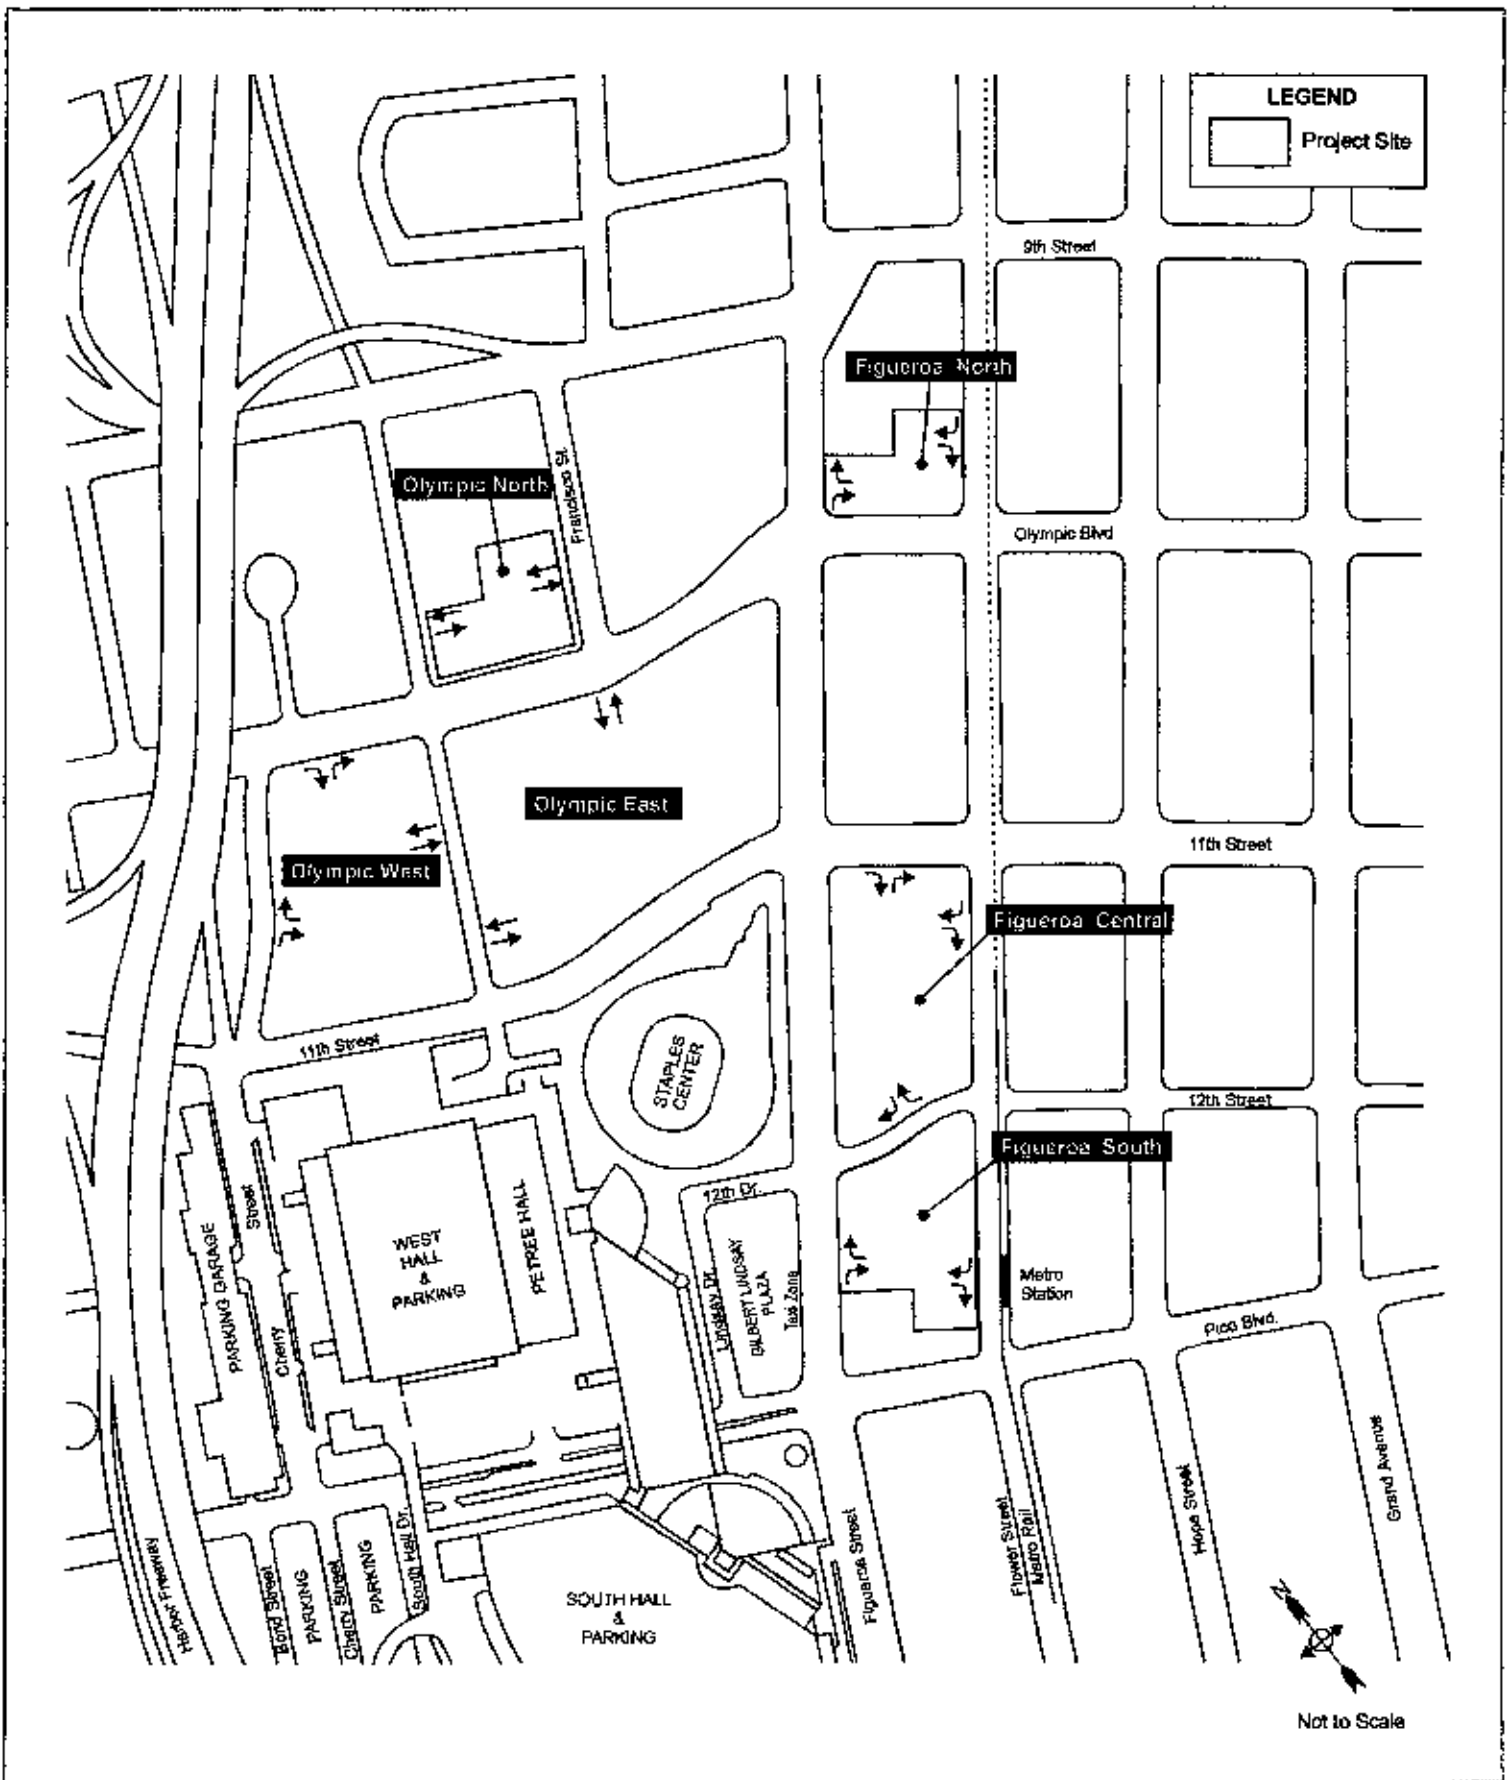 LEGEND
Project Site
9th Street
Figueroa North
Olympic North
Francisco St.
Olympic Blvd
Olympic East
11th Street
Olympic West
Figueroa Central
11th Street
STAPLES
CENTER
12th Street
Figueroa South
12th Dr.
Street
Cherry
PARKING GARAGE
WEST
HALL
&
PARKING
PETREE HALL
Lindsay Dr.
GILBERT LINDSAY
PLAZA
Taxi Zone
Metro
Station
Pico Blvd.
Harbor Freeway
Bond Street
PARKING
Cherry Street
PARKING
South Hall Dr.
SOUTH HALL
&
PARKING
Figueroa Street
Flower Street
Metro Rail
Hope Street
Grand Avenue
N
Not to Scale